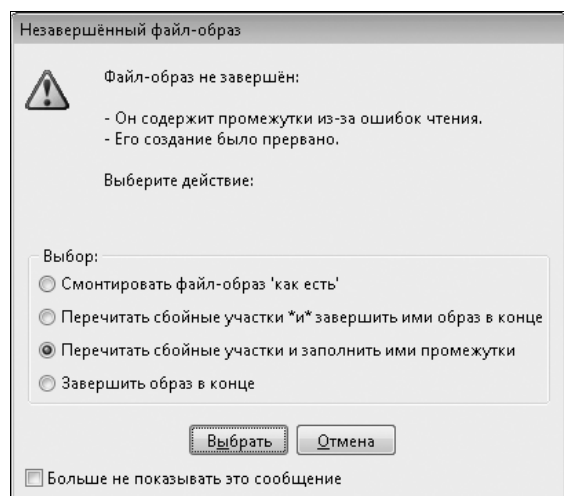 Незавершённый файл-образ
Файл-образ не завершён:
- Он содержит промежутки из-за ошибок чтения.
- Его создание было прервано.
Выберите действие:
Выбор:
Смонтировать файл-образ 'как есть'
Перечитать сбойные участки *и* завершить ими образ в конце
Перечитать сбойные участки и заполнить ими промежутки
Завершить образ в конце
Выбрать Отмена
Больше не показывать это сообщение